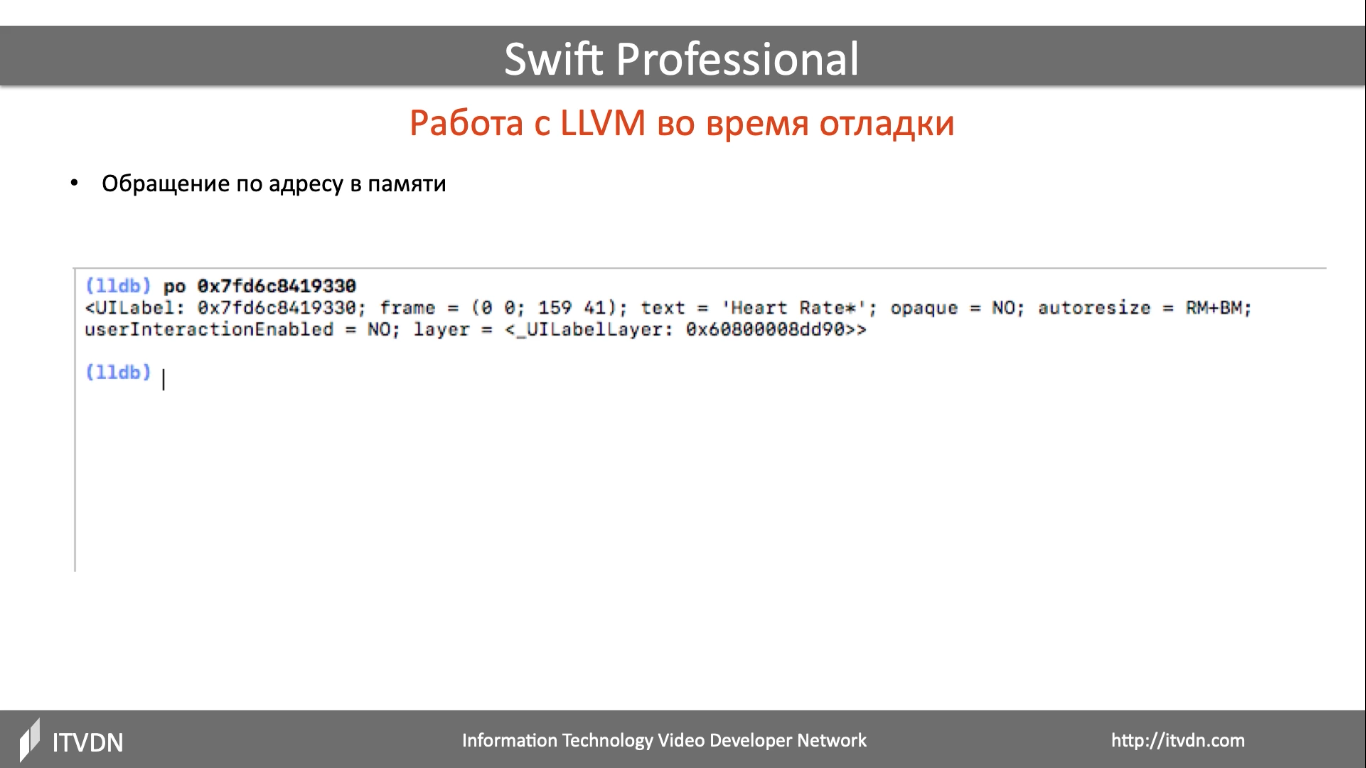 Swift Professional
Работа с LLVM во время отладки
• Обращение по адресу в памяти
(lldb) po 0x7fd6c8419330
<UILabel: 0x7fd6c8419330; frame = (0 0; 159 41); text = 'Heart Rate*'; opaque = NO; autoresize = RM+BM;
userInteractionEnabled = NO; layer = <_UILabelLayer: 0x60800008dd90>>
(lldb)
ITVDN
Information Technology Video Developer Network
http://itvdn.com